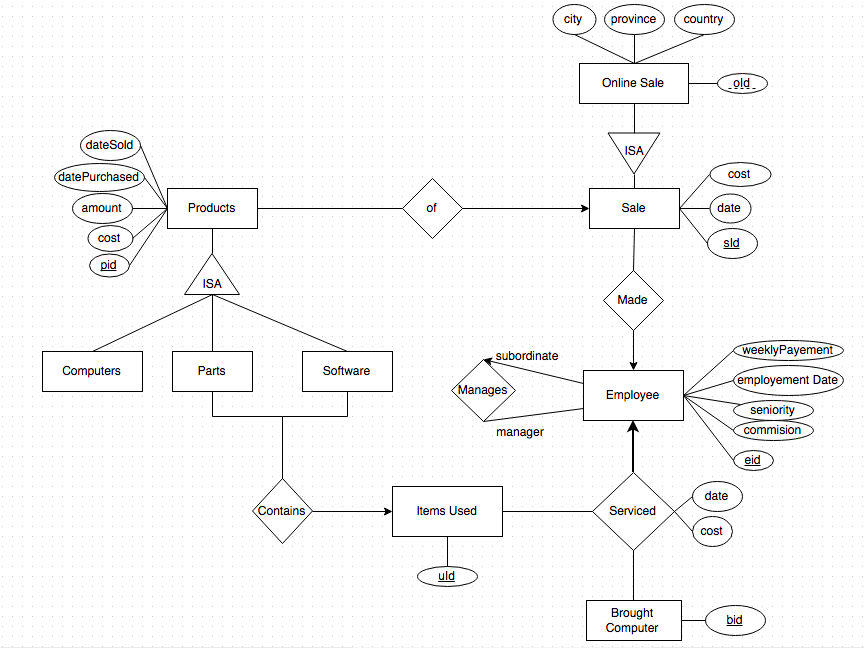 city
province
country
Online Sale
oId
ISA
dateSold
datePurchased
amount
cost
pid
Products
of
Sale
cost
date
sId
ISA
Made
Computers
Parts
Software
subordinate
Manages
manager
Employee
weeklyPayement
employement Date
seniority
commision
eid
Contains
Items Used
uId
Serviced
date
cost
Brought
Computer
bid